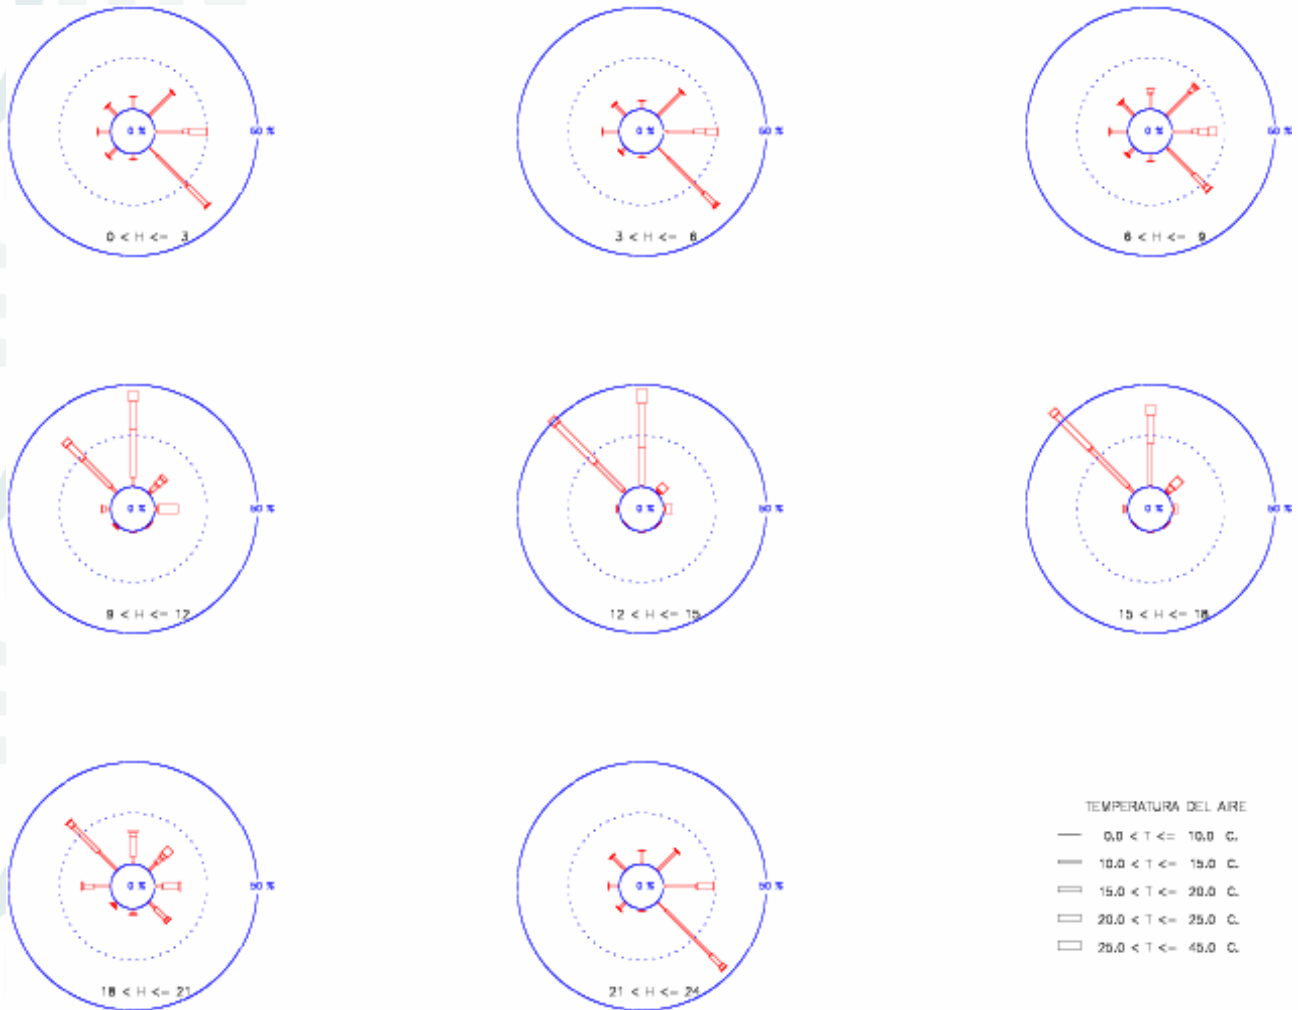 0 %
50 %
0 < H <= 3
0 %
50 %
3 < H <= 6
0 %
50 %
6 < H <= 9
0 %
50 %
9 < H <= 12
0 %
50 %
12 < H <= 15
0 %
50 %
15 < H <= 18
0 %
50 %
18 < H <= 21
0 %
50 %
21 < H <= 24
TEMPERATURA DEL AIRE
0.0 < T <= 10.0 C.
10.0 < T <= 15.0 C.
15.0 < T <= 20.0 C.
20.0 < T <= 25.0 C.
25.0 < T <= 45.0 C.